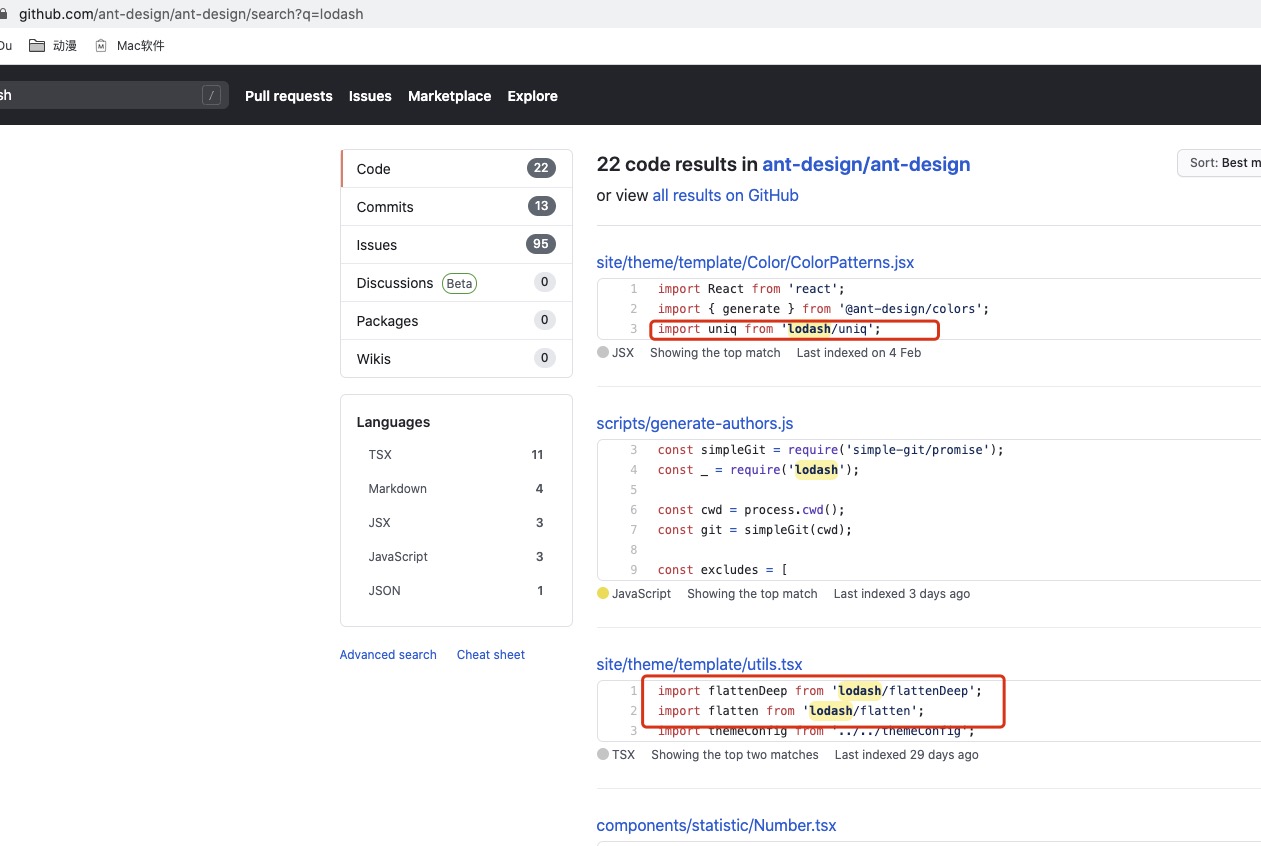 github.com/ant-design/ant-design/search?q=lodash
Du 动漫 Mac软件
sh / Pull requests Issues Marketplace Explore
Code 22
Commits 13
Issues 95
Discussions Beta 0
Packages 0
Wikis 0
Languages
TSX 11
Markdown 4
JSX 3
JavaScript 3
JSON 1
Advanced search Cheat sheet
22 code results in ant-design/ant-design
Sort: Best m
or view all results on GitHub
site/theme/template/Color/ColorPatterns.jsx
1 import React from 'react';
2 import { generate } from '@ant-design/colors';
3 import uniq from 'lodash/uniq';
JSX Showing the top match Last indexed on 4 Feb
scripts/generate-authors.js
3 const simpleGit = require('simple-git/promise');
4 const _ = require('lodash');
5
6 const cwd = process.cwd();
7 const git = simpleGit(cwd);
8
9 const excludes = [
JavaScript Showing the top match Last indexed 3 days ago
site/theme/template/utils.tsx
1 import flattenDeep from 'lodash/flattenDeep';
2 import flatten from 'lodash/flatten';
3 import themeConfig from '../../themeConfig';
TSX Showing the top two matches Last indexed 29 days ago
components/statistic/Number.tsx